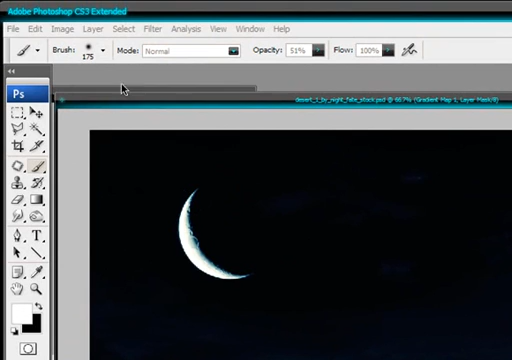 Adobe Photoshop CS3 Extended
File Edit Image Layer Select Filter Analysis View Window Help
Brush: 175 Mode: Normal Opacity: 51% Flow: 100%
desert_1_by_night_fate_stock.psd @ 66.7% (Gradient Map 1, Layer Mask/8)
Ps
T